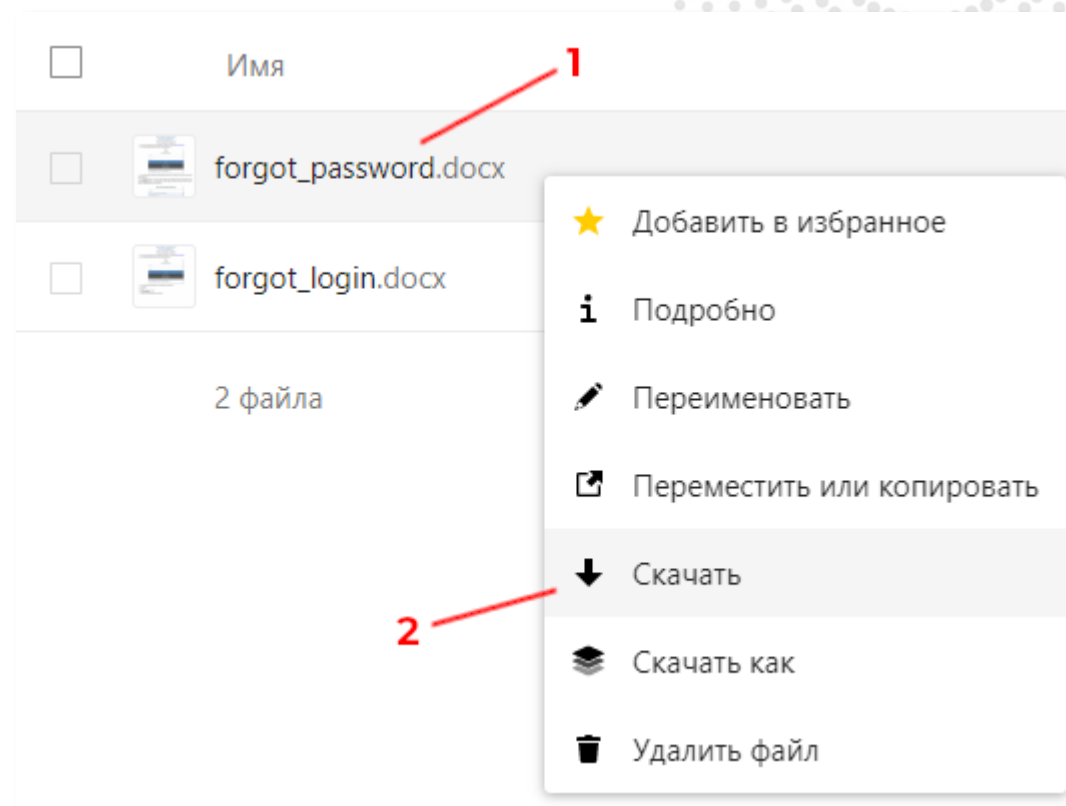 Имя
1
forgot_password.docx
forgot_login.docx
2 файла
Добавить в избранное
Подробно
Переименовать
Переместить или копировать
2
Скачать
Скачать как
Удалить файл